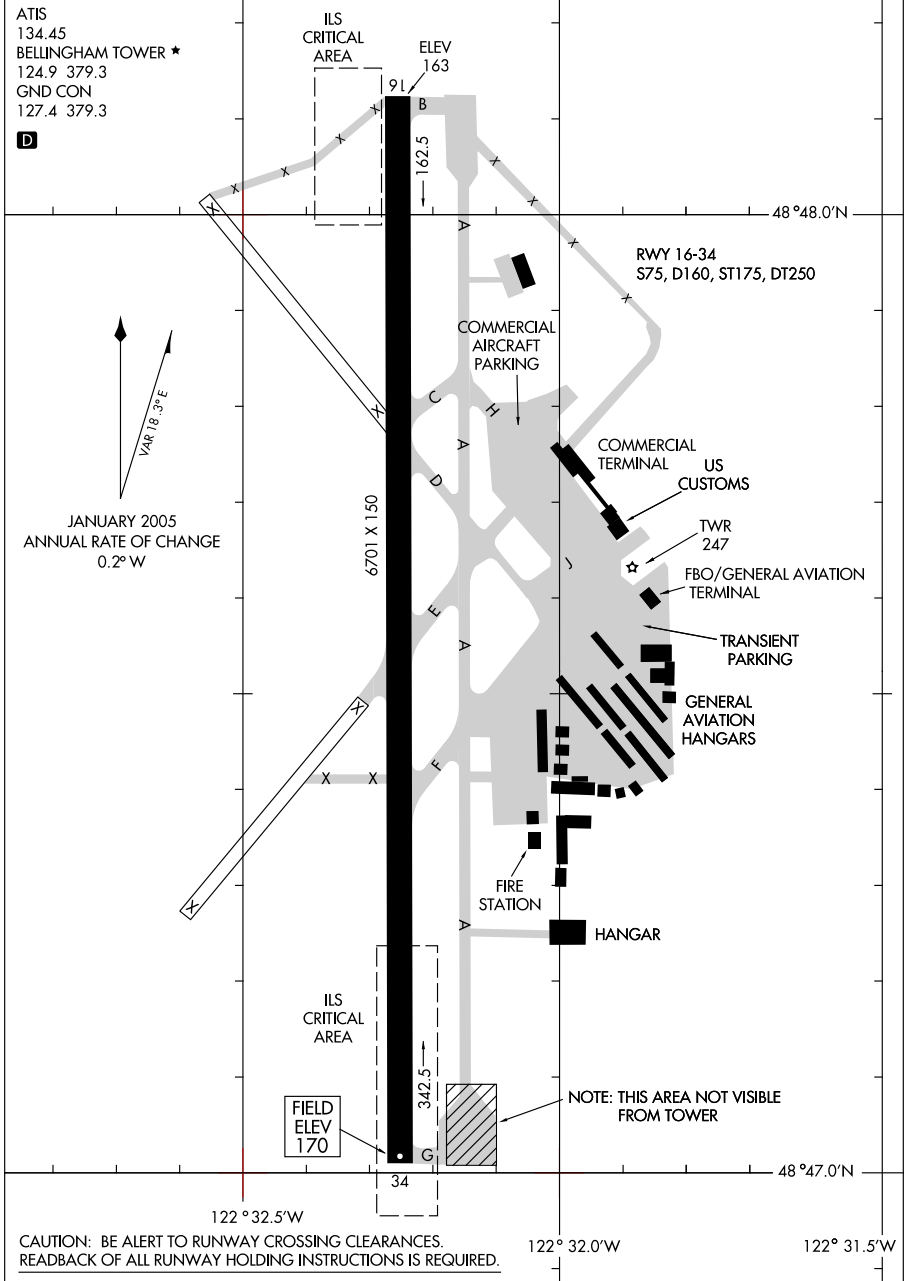 ATIS
134.45
BELLINGHAM TOWER ★
124.9 379.3
GND CON
127.4 379.3
D
ILS
CRITICAL
AREA
ELEV
163
16
B
162.5
X
X
X
X
X
X
X
X
X
48°48.0'N
A
RWY 16-34
S75, D160, ST175, DT250
COMMERCIAL
AIRCRAFT
PARKING
VAR 18.3° E
JANUARY 2005
ANNUAL RATE OF CHANGE
0.2° W
X
C
H
A
D
COMMERCIAL
TERMINAL
US
CUSTOMS
6701 X 150
TWR
247
J
FBO/GENERAL AVIATION
TERMINAL
E
A
TRANSIENT
PARKING
GENERAL
AVIATION
HANGARS
X
F
X
X
X
FIRE
STATION
A
HANGAR
ILS
CRITICAL
AREA
342.5
FIELD
ELEV
170
NOTE: THIS AREA NOT VISIBLE
FROM TOWER
G
34
48°47.0'N
122°32.5'W
122°32.0'W
122°31.5'W
CAUTION: BE ALERT TO RUNWAY CROSSING CLEARANCES.
READBACK OF ALL RUNWAY HOLDING INSTRUCTIONS IS REQUIRED.